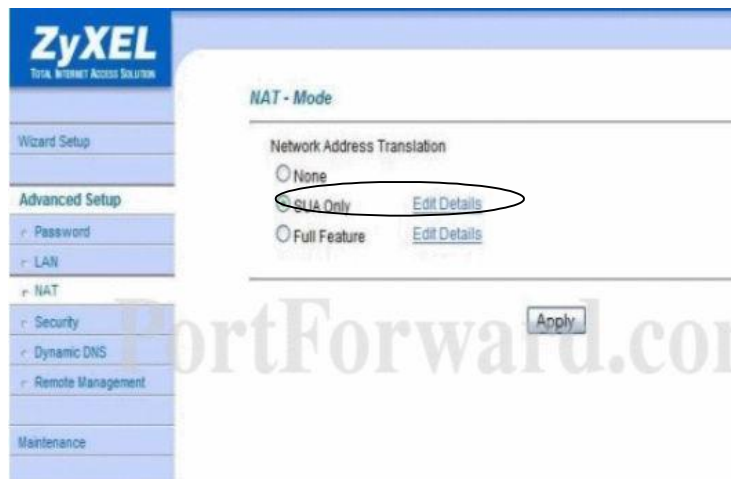 ZyXEL
TOTAL INTERNET ACCESS SOLUTION
NAT - Mode
Wizard Setup
Network Address Translation
None
Advanced Setup
SUA Only Edit Details
Password
Full Feature Edit Details
LAN
NAT
Security
Apply
Dynamic DNS
Remote Management
Maintenance
PortForward.com